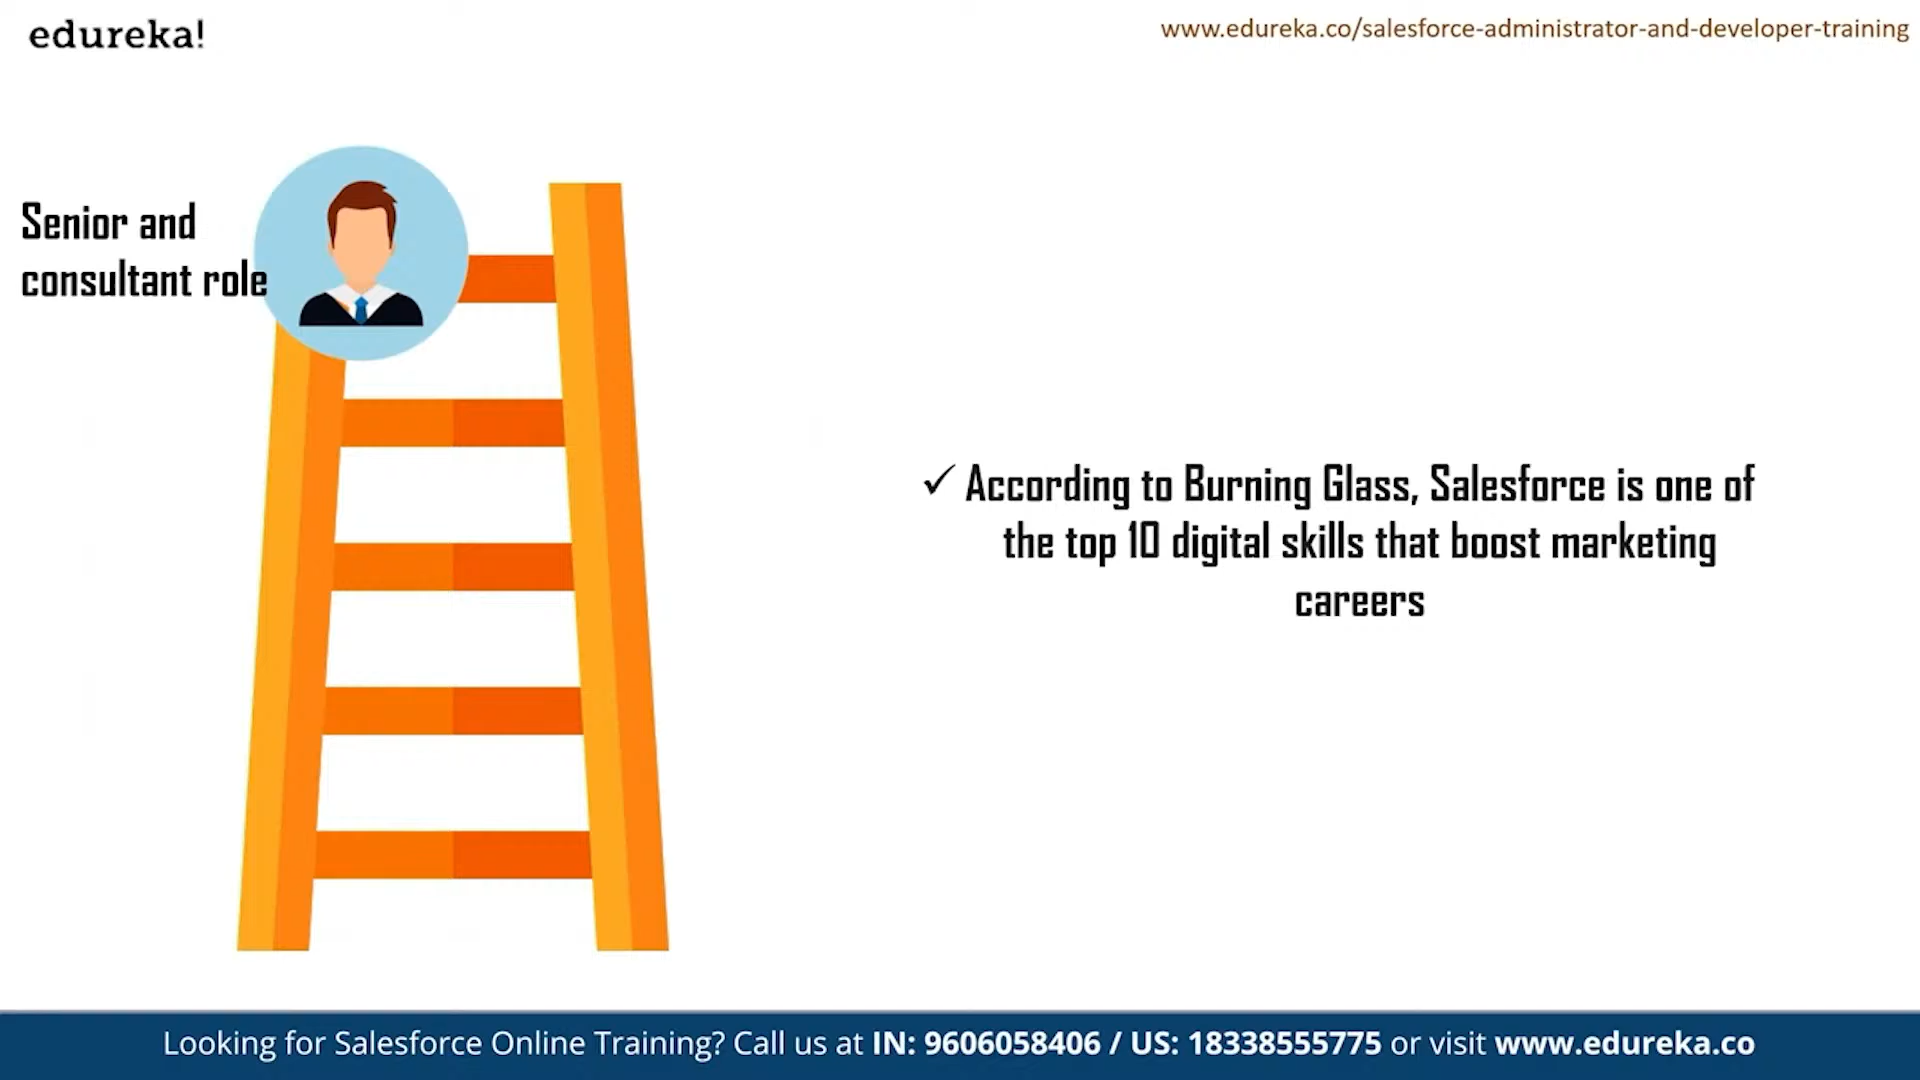 edureka!
www.edureka.co/salesforce-administrator-and-developer-training
Senior and
consultant role
✓ According to Burning Glass, Salesforce is one of
the top 10 digital skills that boost marketing
careers
Looking for Salesforce Online Training? Call us at IN: 9606058406 / US: 18338555775 or visit www.edureka.co